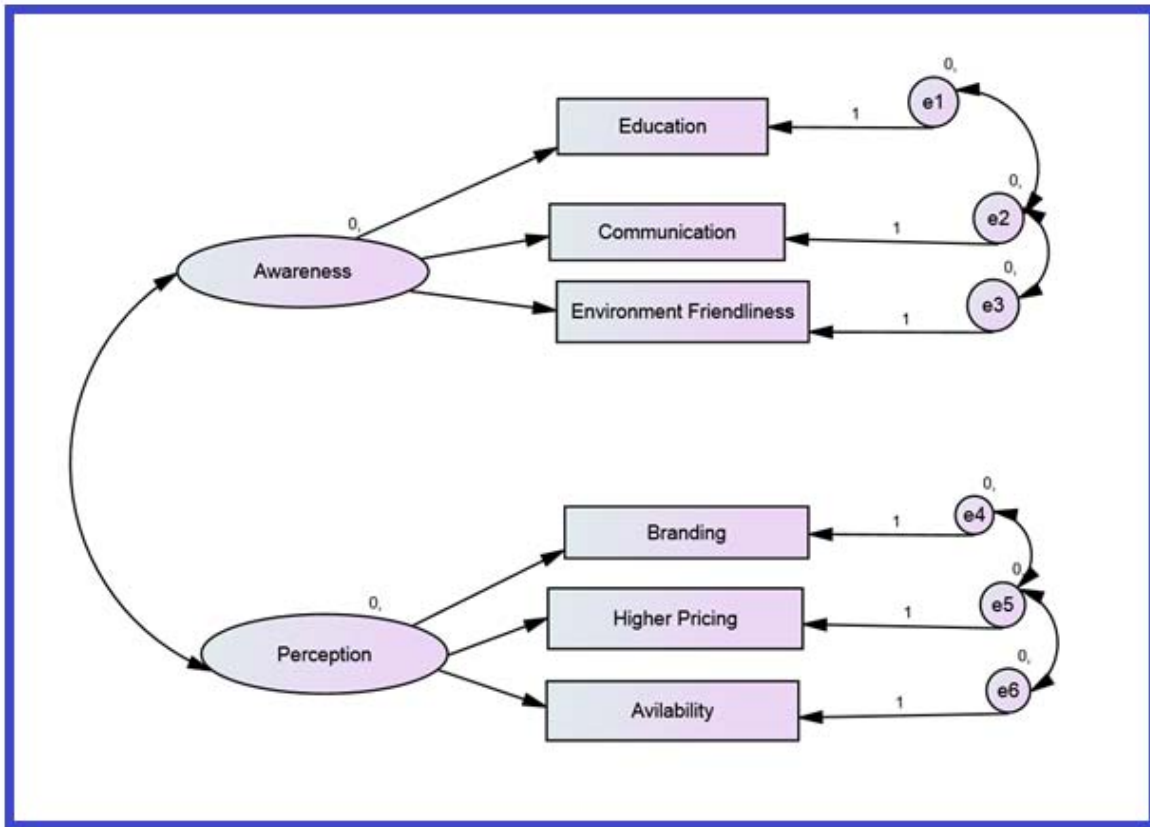 0,
e1
1
Education
0,
e2
0,
1
Communication
Awareness
0,
e3
1
Environment Friendliness
0,
e4
1
Branding
0,
e5
0,
1
Higher Pricing
Perception
0,
e6
1
Avilability